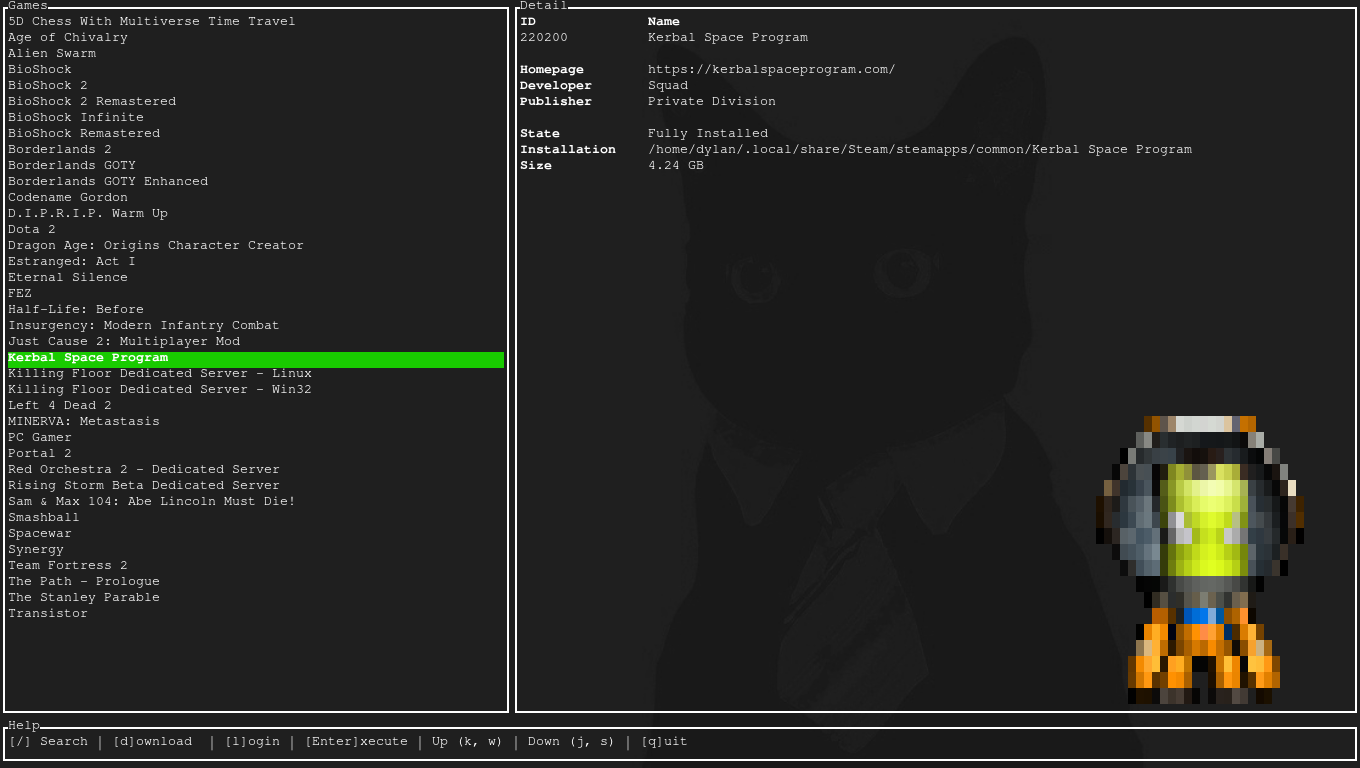 Games
5D Chess With Multiverse Time Travel
Age of Chivalry
Alien Swarm
BioShock
BioShock 2
BioShock 2 Remastered
BioShock Infinite
BioShock Remastered
Borderlands 2
Borderlands GOTY
Borderlands GOTY Enhanced
Codename Gordon
D.I.P.R.I.P. Warm Up
Dota 2
Dragon Age: Origins Character Creator
Estranged: Act I
Eternal Silence
FEZ
Half-Life: Before
Insurgency: Modern Infantry Combat
Just Cause 2: Multiplayer Mod
Kerbal Space Program
Killing Floor Dedicated Server - Linux
Killing Floor Dedicated Server - Win32
Left 4 Dead 2
MINERVA: Metastasis
PC Gamer
Portal 2
Red Orchestra 2 - Dedicated Server
Rising Storm Beta Dedicated Server
Sam & Max 104: Abe Lincoln Must Die!
Smashball
Spacewar
Synergy
Team Fortress 2
The Path - Prologue
The Stanley Parable
Transistor
Detail
ID Name
220200 Kerbal Space Program
Homepage https://kerbalspaceprogram.com/
Developer Squad
Publisher Private Division
State Fully Installed
Installation /home/dylan/.local/share/Steam/steamapps/common/Kerbal Space Program
Size 4.24 GB
Help
[/] Search | [d]ownload | [l]ogin | [Enter]xecute | Up (k, w) | Down (j, s) | [q]uit